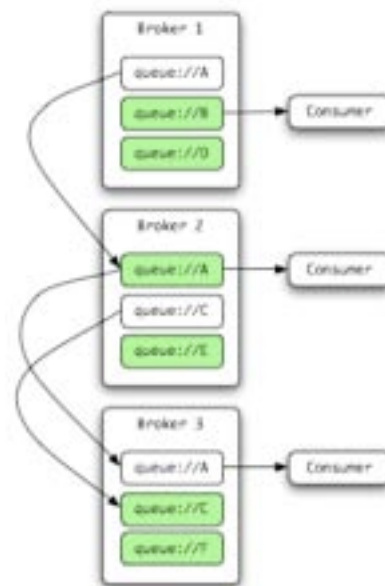 Broker 1
queue://A
queue://B
Consumer
queue://D
Broker 2
queue://A
Consumer
queue://C
queue://E
Broker 3
queue://A
Consumer
queue://C
queue://F